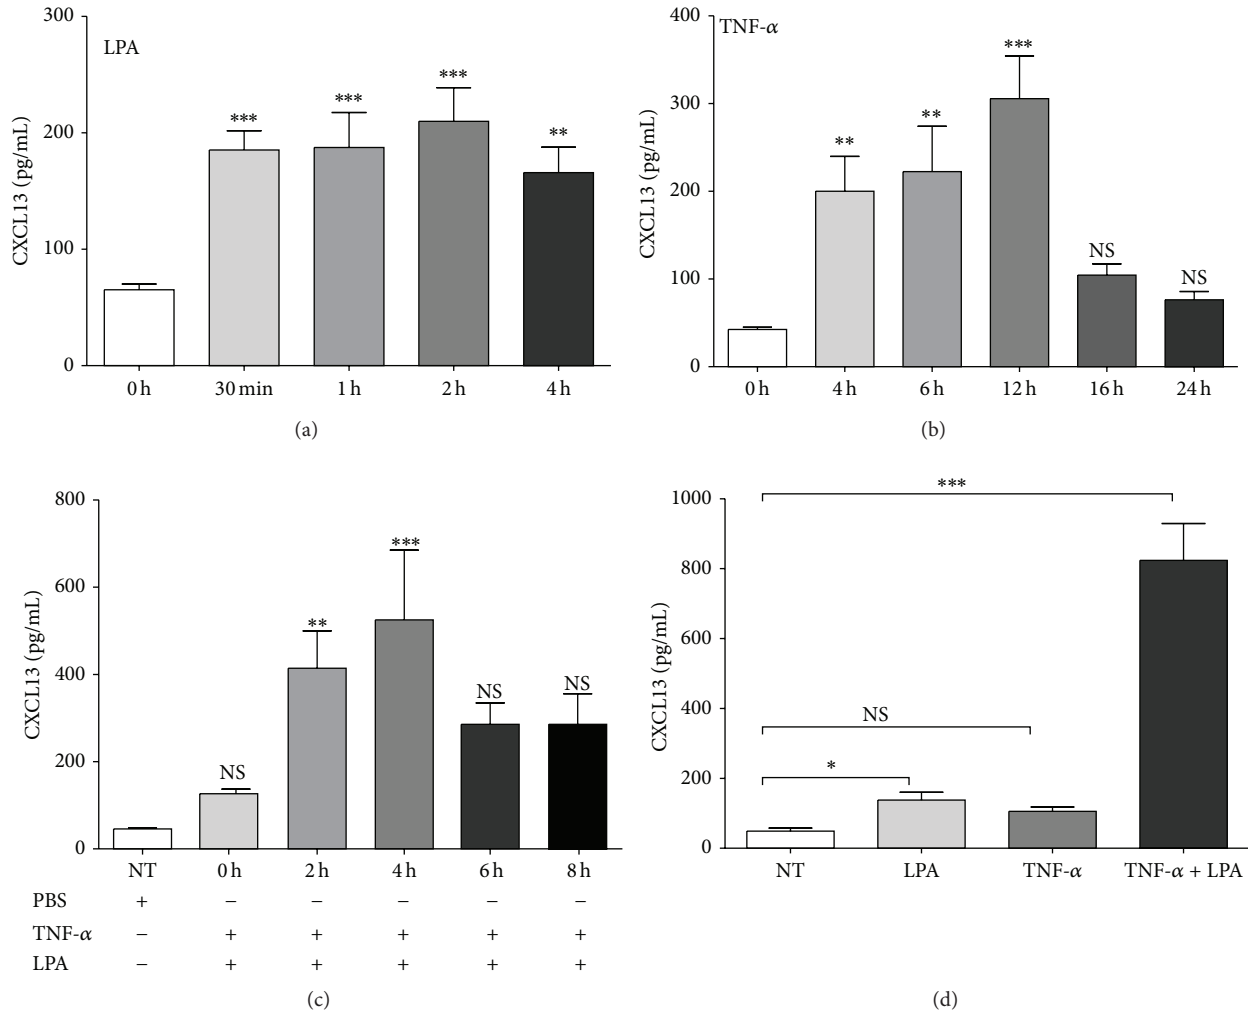 LPA
CXCL13 (pg/mL)
300
200
100
0
***
***
***
**
0 h
30 min
1 h
2 h
4 h
(a)
TNF-α
CXCL13 (pg/mL)
400
300
200
100
0
**
**
***
NS
NS
0 h
4 h
6 h
12 h
16 h
24 h
(b)
CXCL13 (pg/mL)
800
600
400
200
0
NS
**
***
NS
NS
NT
0 h
2 h
4 h
6 h
8 h
PBS + − − − − −
TNF-α − + + + + +
LPA − + + + + +
(c)
CXCL13 (pg/mL)
1000
800
600
400
200
0
***
NS
*
NT
LPA
TNF-α
TNF-α + LPA
(d)